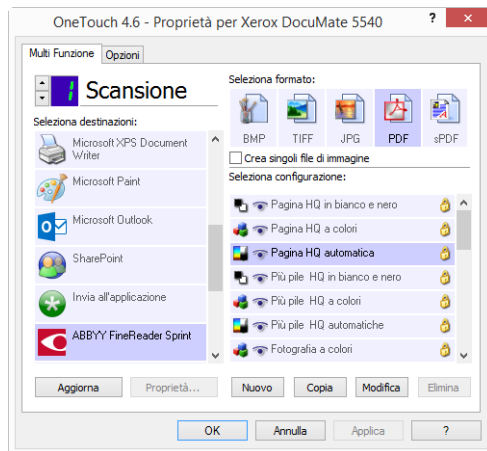 OneTouch 4.6 - Proprietà per Xerox DocuMate 5540
?
Multi Funzione
Opzioni
1 Scansione
Seleziona destinazioni:
Microsoft XPS Document
Writer
Microsoft Paint
Microsoft Outlook
SharePoint
Invia all'applicazione
ABBYY FineReader Sprint
Seleziona formato:
BMP TIFF JPG PDF sPDF
Crea singoli file di immagine
Seleziona configurazione:
Pagina HQ in bianco e nero
Pagina HQ a colori
Pagina HQ automatica
Più pile HQ in bianco e nero
Più pile HQ a colori
Più pile HQ automatiche
Fotografia a colori
Aggiorna Proprietà... Nuovo Copia Modifica Elimina
OK Annulla Applica ?